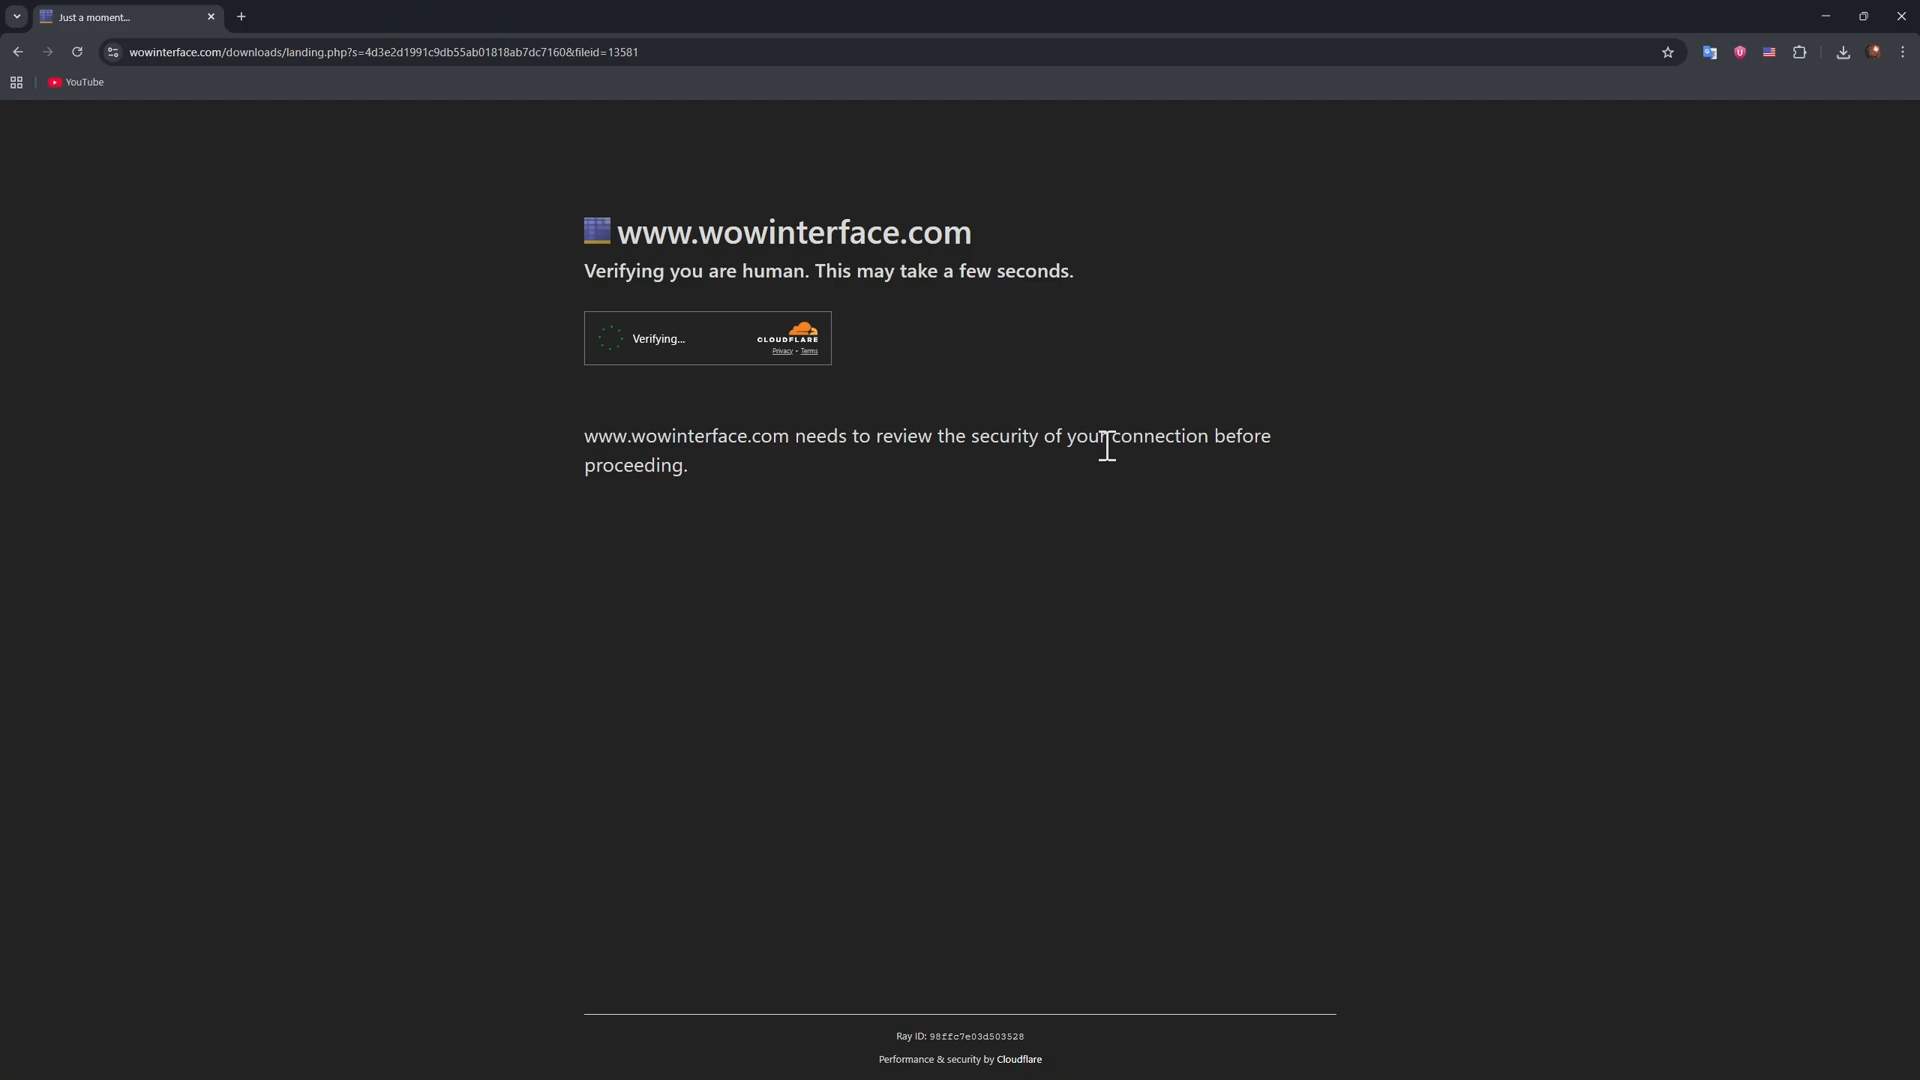 Just a moment...
wowinterface.com/downloads/landing.php?s=4d3e2d1991c9db55ab01818ab7dc7160&fileid=13581
YouTube
www.wowinterface.com
Verifying you are human. This may take a few seconds.
Verifying...
CLOUDFLARE
Privacy • Terms
www.wowinterface.com needs to review the security of your connection before
proceeding.
Ray ID: 98ffc7e03d503528
Performance & security by Cloudflare